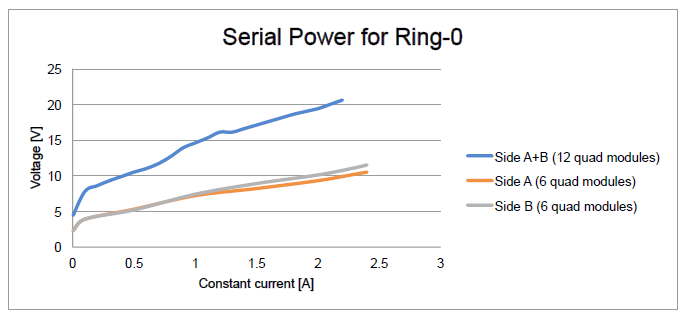 Serial Power for Ring-0
25
20
15
10
5
0
Voltage [V]
0 0.5 1 1.5 2 2.5 3
Constant current [A]
Side A+B (12 quad modules)
Side A (6 quad modules)
Side B (6 quad modules)